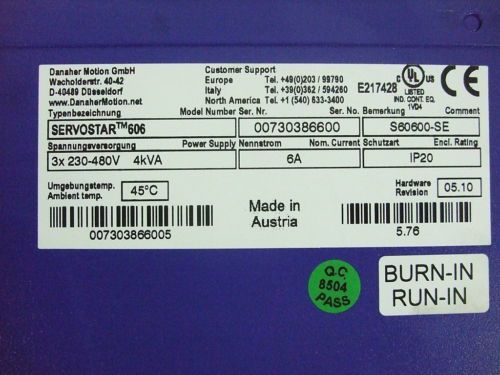 Danaher Motion GmbH
Wacholderstr. 40-42
D-40489 Düsseldorf
DanaherMotion.net
Customer Support
Europe Tel. +49(0)203 / 99790
Italy Tel. +39(0)362 / 594260
North America Tel. +1 (540) 633-3400
E217428
C UL US
LISTED
IND. CONT. EQ.
1VD4
CE
Typenbezeichnung Model Number Ser. Nr. Ser. No. Bemerkung Comment
SERVOSTAR™606 00730386600 S60600-SE
Spannungsversorgung Power Supply Nennstrom Nom. Current Schutzart Encl. Rating
3x 230-480V 4kVA 6A IP20
Umgebungstemp.
Ambient temp. 45°C
Made in
Austria
Hardware
Revision 05.10
007303866005
5.76
Q.C.
8504
PASS
BURN-IN
RUN-IN